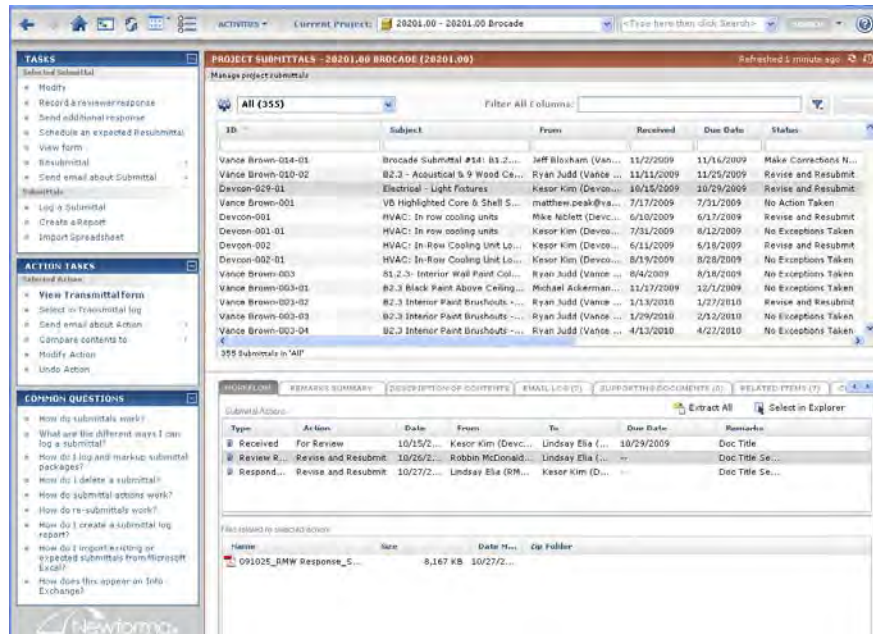 ACTIVITIES Current Project: 20201.00 - 20201.00 Brocade <Type here then click Search>
TASKS
Selected Submittal
Modify
Record a reviewer response
Send additional response
Schedule an expected Resubmittal
View form
Resubmittal
Send email about Submittal
Submittals
Log a Submittal
Create a Report
Import Spreadsheet
ACTION TASKS
Selected Action
View Transmittal form
Select in Transmittal log
Send email about Action
Compare contents to
Modify Action
Undo Action
COMMON QUESTIONS
How do submittals work?
What are the different ways I can
log a submittal?
How do I log and markup submittal
packages?
How do I delete a submittal?
How do submittal actions work?
How do re-submittals work?
How do I create a submittal log
report?
How do I import existing or
expected submittals from Microsoft
Excel?
How does this appear on Info
Exchange?
Newforma
PROJECT SUBMITTALS - 20201.00 BROCADE (20201.00) Refreshed 1 minute ago
Manage project submittals
All (355) Filter All Columns:
ID Subject From Received Due Date Status
Vance Brown-014-01 Brocade Submittal #14: B1.2.... Jeff Bloxham (Van... 11/2/2009 11/16/2009 Make Corrections N...
Vance Brown-010-02 B2.3 - Acoustical & 9 Wood Ce... Ryan Judd (Vance ... 11/11/2009 11/25/2009 Revise and Resubmit
Devcon-029-01 Electrical - Light Fixtures Kesor Kim (Devco... 10/15/2009 10/29/2009 Revise and Resubmit
Vance Brown-001 VB Highlighted Core & Shell S... matthew.peak@va... 7/17/2009 7/31/2009 No Action Taken
Devcon-001 HVAC: In row cooling units Mike Niblett (Devc... 6/10/2009 6/17/2009 Revise and Resubmit
Devcon-001-01 HVAC: In row cooling units Kesor Kim (Devco... 7/31/2009 8/12/2009 No Exceptions Taken
Devcon-002 HVAC: In-Row Cooling Unit Lo... Kesor Kim (Devco... 6/11/2009 6/18/2009 Revise and Resubmit
Devcon-002-01 HVAC: In-Row Cooling Unit Lo... Kesor Kim (Devco... 8/19/2009 8/28/2009 No Exceptions Taken
Vance Brown-003 B1.2.3- Interior Wall Paint Col... Ryan Judd (Vance ... 8/4/2009 8/18/2009 No Exceptions Taken
Vance Brown-003-01 B2.3 Black Paint Above Ceiling... Michael Ackerman... 11/17/2009 12/1/2009 No Exceptions Taken
Vance Brown-003-02 B2.3 Interior Paint Brushouts -... Ryan Judd (Vance ... 1/13/2010 1/27/2010 Revise and Resubmit
Vance Brown-003-03 B2.3 Interior Paint Brushouts -... Ryan Judd (Vance ... 1/29/2010 2/12/2010 No Exceptions Taken
Vance Brown-003-04 B2.3 Interior Paint Brushouts -... Ryan Judd (Vance ... 4/13/2010 4/27/2010 No Exceptions Taken
355 Submittals in "All"
WORKFLOW REMARKS SUMMARY DESCRIPTION OF CONTENTS EMAIL LOG (7) SUPPORTING DOCUMENTS (0) RELATED ITEMS (7)
Submittal Actions Extract All Select in Explorer
Type Action Date From To Due Date Remarks
Received For Review 10/15/2... Kesor Kim (Devc... Lindsay Elia (... 10/29/2009 Doc Title
Review R... Revise and Resubmit 10/26/2... Robbin McDonald... Lindsay Elia (... -- Doc Title Se...
Respond... Revise and Resubmit 10/27/2... Lindsay Elia (RM... Kesor Kim (D... -- Doc Title Se...
Files related to selected action
Name Size Date M... Zip Folder
091025_RMW Response_S... 8,167 KB 10/27/2...